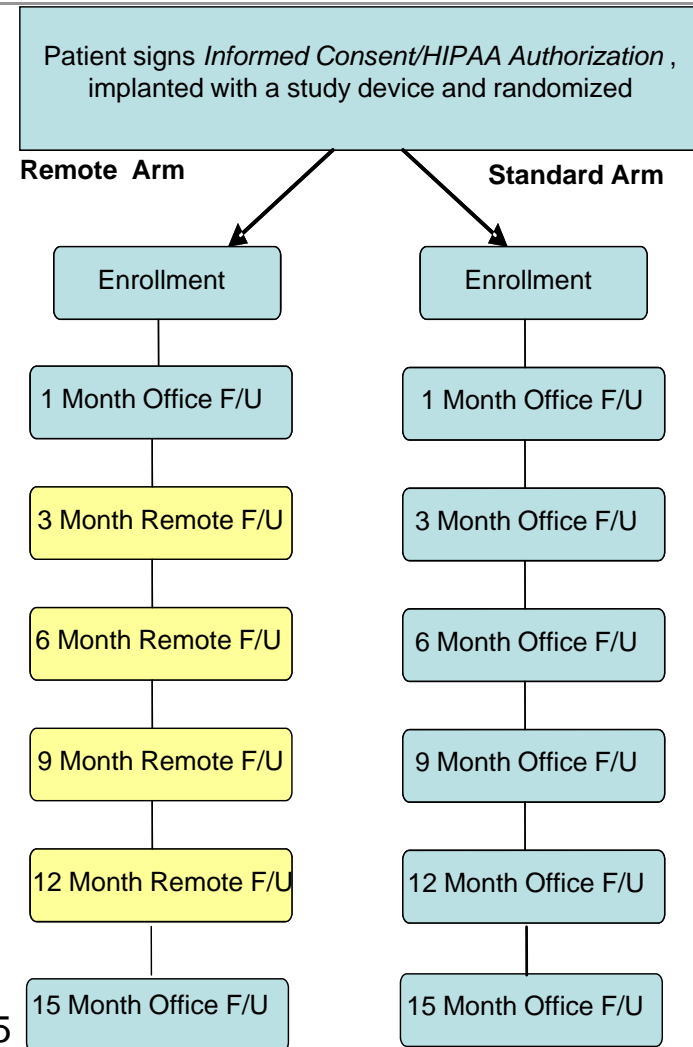 Patient signs Informed Consent/HIPAA Authorization ,
implanted with a study device and randomized
Remote Arm
Standard Arm
Enrollment
Enrollment
1 Month Office F/U
1 Month Office F/U
3 Month Remote F/U
3 Month Office F/U
6 Month Remote F/U
6 Month Office F/U
9 Month Remote F/U
9 Month Office F/U
12 Month Remote F/U
12 Month Office F/U
15 Month Office F/U
15 Month Office F/U
5